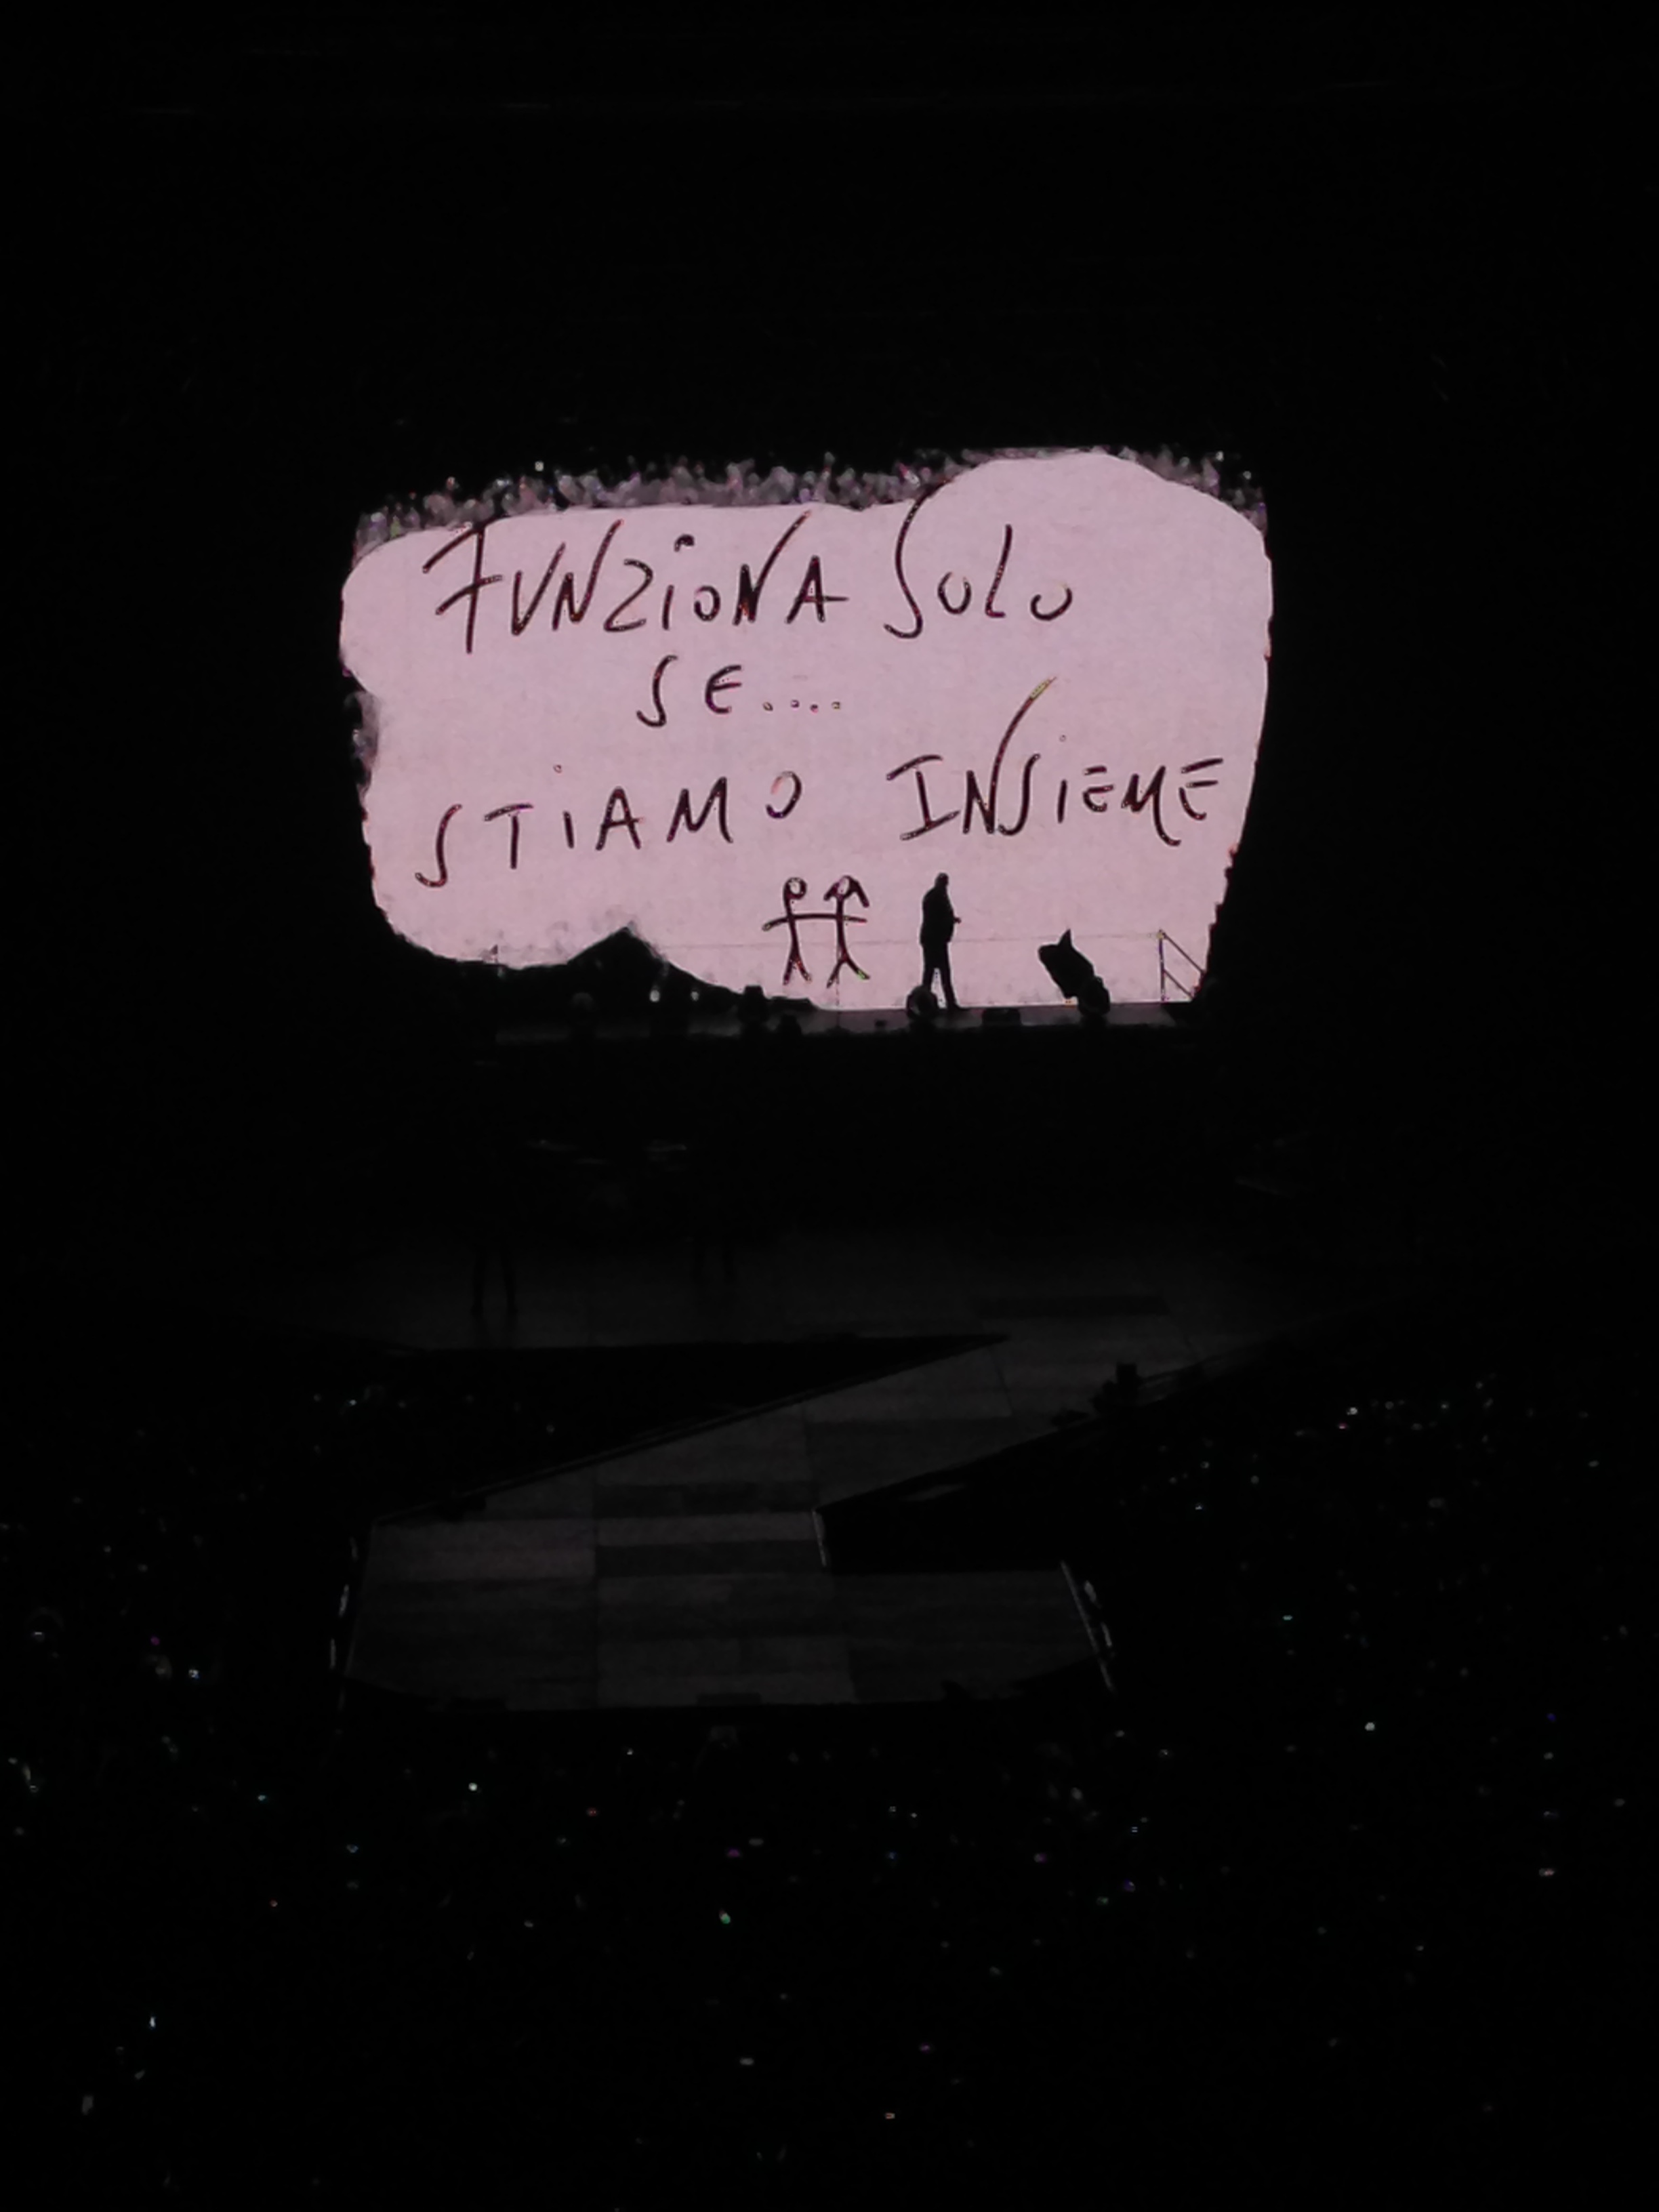 FUNZIONA SOLO
SE....
STIAMO INSIEME